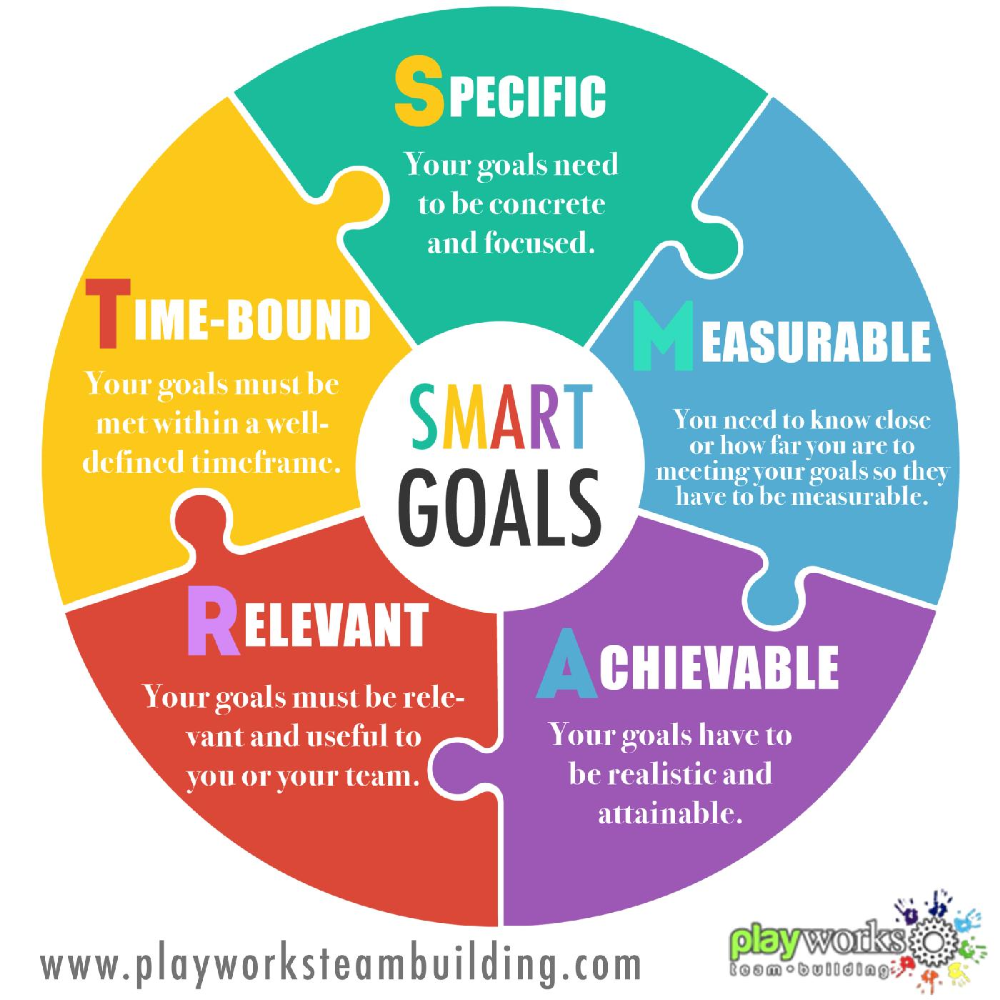 SPECIFIC
Your goals need
to be concrete
and focused.
MEASURABLE
You need to know close
or how far you are to
meeting your goals so they
have to be measurable.
ACHIEVABLE
Your goals have to
be realistic and
attainable.
RELEVANT
Your goals must be rele-
vant and useful to
you or your team.
TIME-BOUND
Your goals must be
met within a well-
defined timeframe.
SMART
GOALS
www.playworksteambuilding.com
playworks
team·building